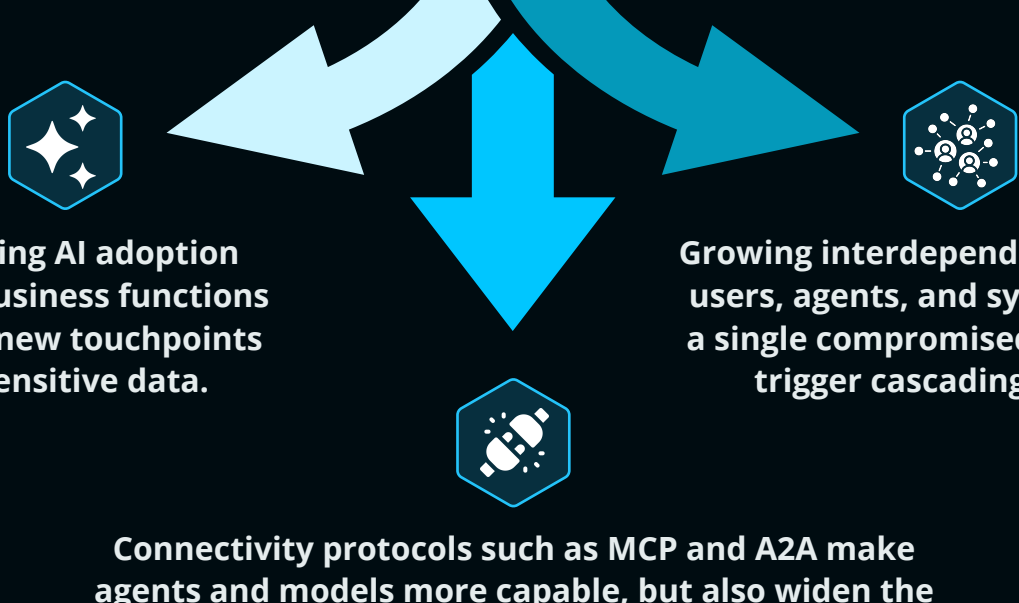 ing AI adoption
usiness functions
new touchpoints
ensitive data.
Growing interdepend
users, agents, and sy
a single compromised
trigger cascading
Connectivity protocols such as MCP and A2A make
agents and models more capable, but also widen the